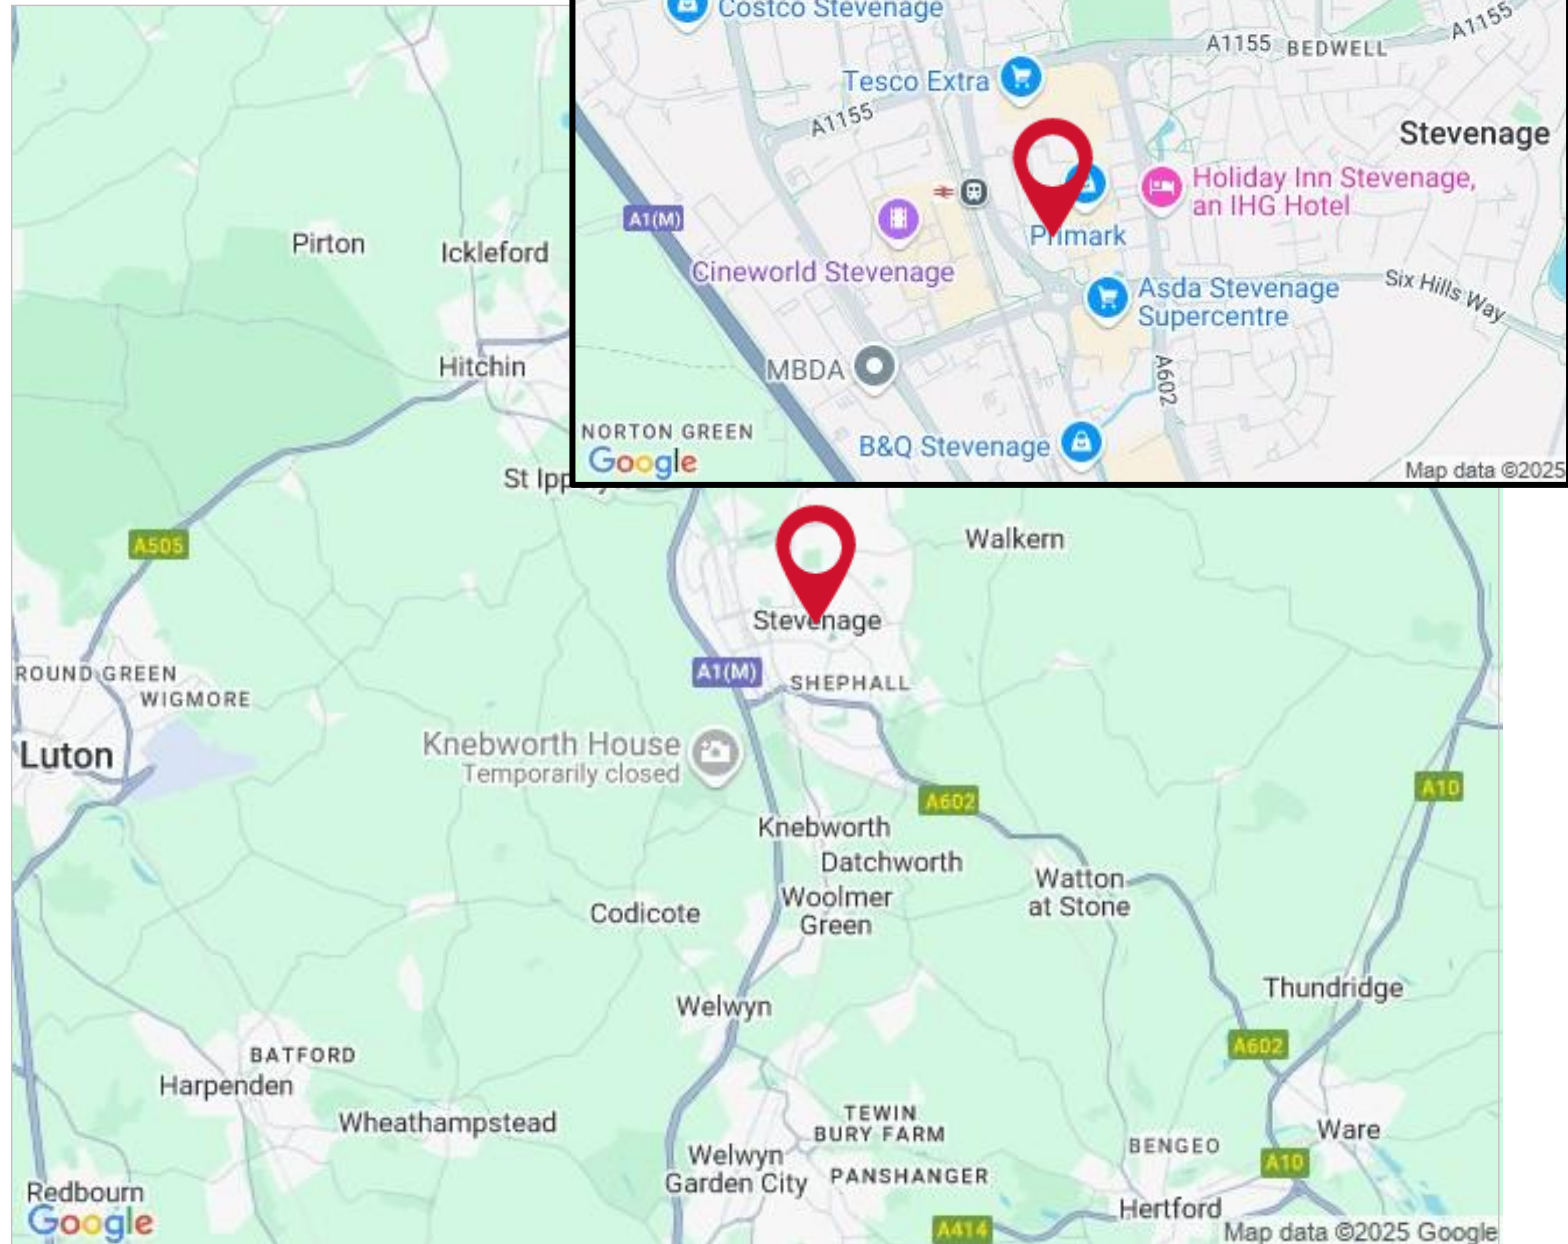 Costco Stevenage
A1155
BEDWELL
A1155
Tesco Extra
A1155
Stevenage
Holiday Inn Stevenage,
an IHG Hotel
A1(M)
Primark
Cineworld Stevenage
Asda Stevenage
Supercentre
Six Hills Way
MBDA
A602
NORTON GREEN
B&Q Stevenage
Google
Map data ©2025
Pirton
Ickleford
Hitchin
St Ipp
A505
Walkern
Stevenage
ROUND GREEN
WIGMORE
A1(M)
SHEPHALL
Luton
Knebworth House
Temporarily closed
A602
A10
Knebworth
Datchworth
Watton
at Stone
Woolmer
Green
Codicote
Thundridge
Welwyn
A602
BATFORD
Harpenden
Wheathampstead
TEWIN
BURY FARM
Ware
BENGEO
Welwyn
Garden City
PANSHANGER
A10
Redbourn
Hertford
Google
A414
Map data ©2025 Google